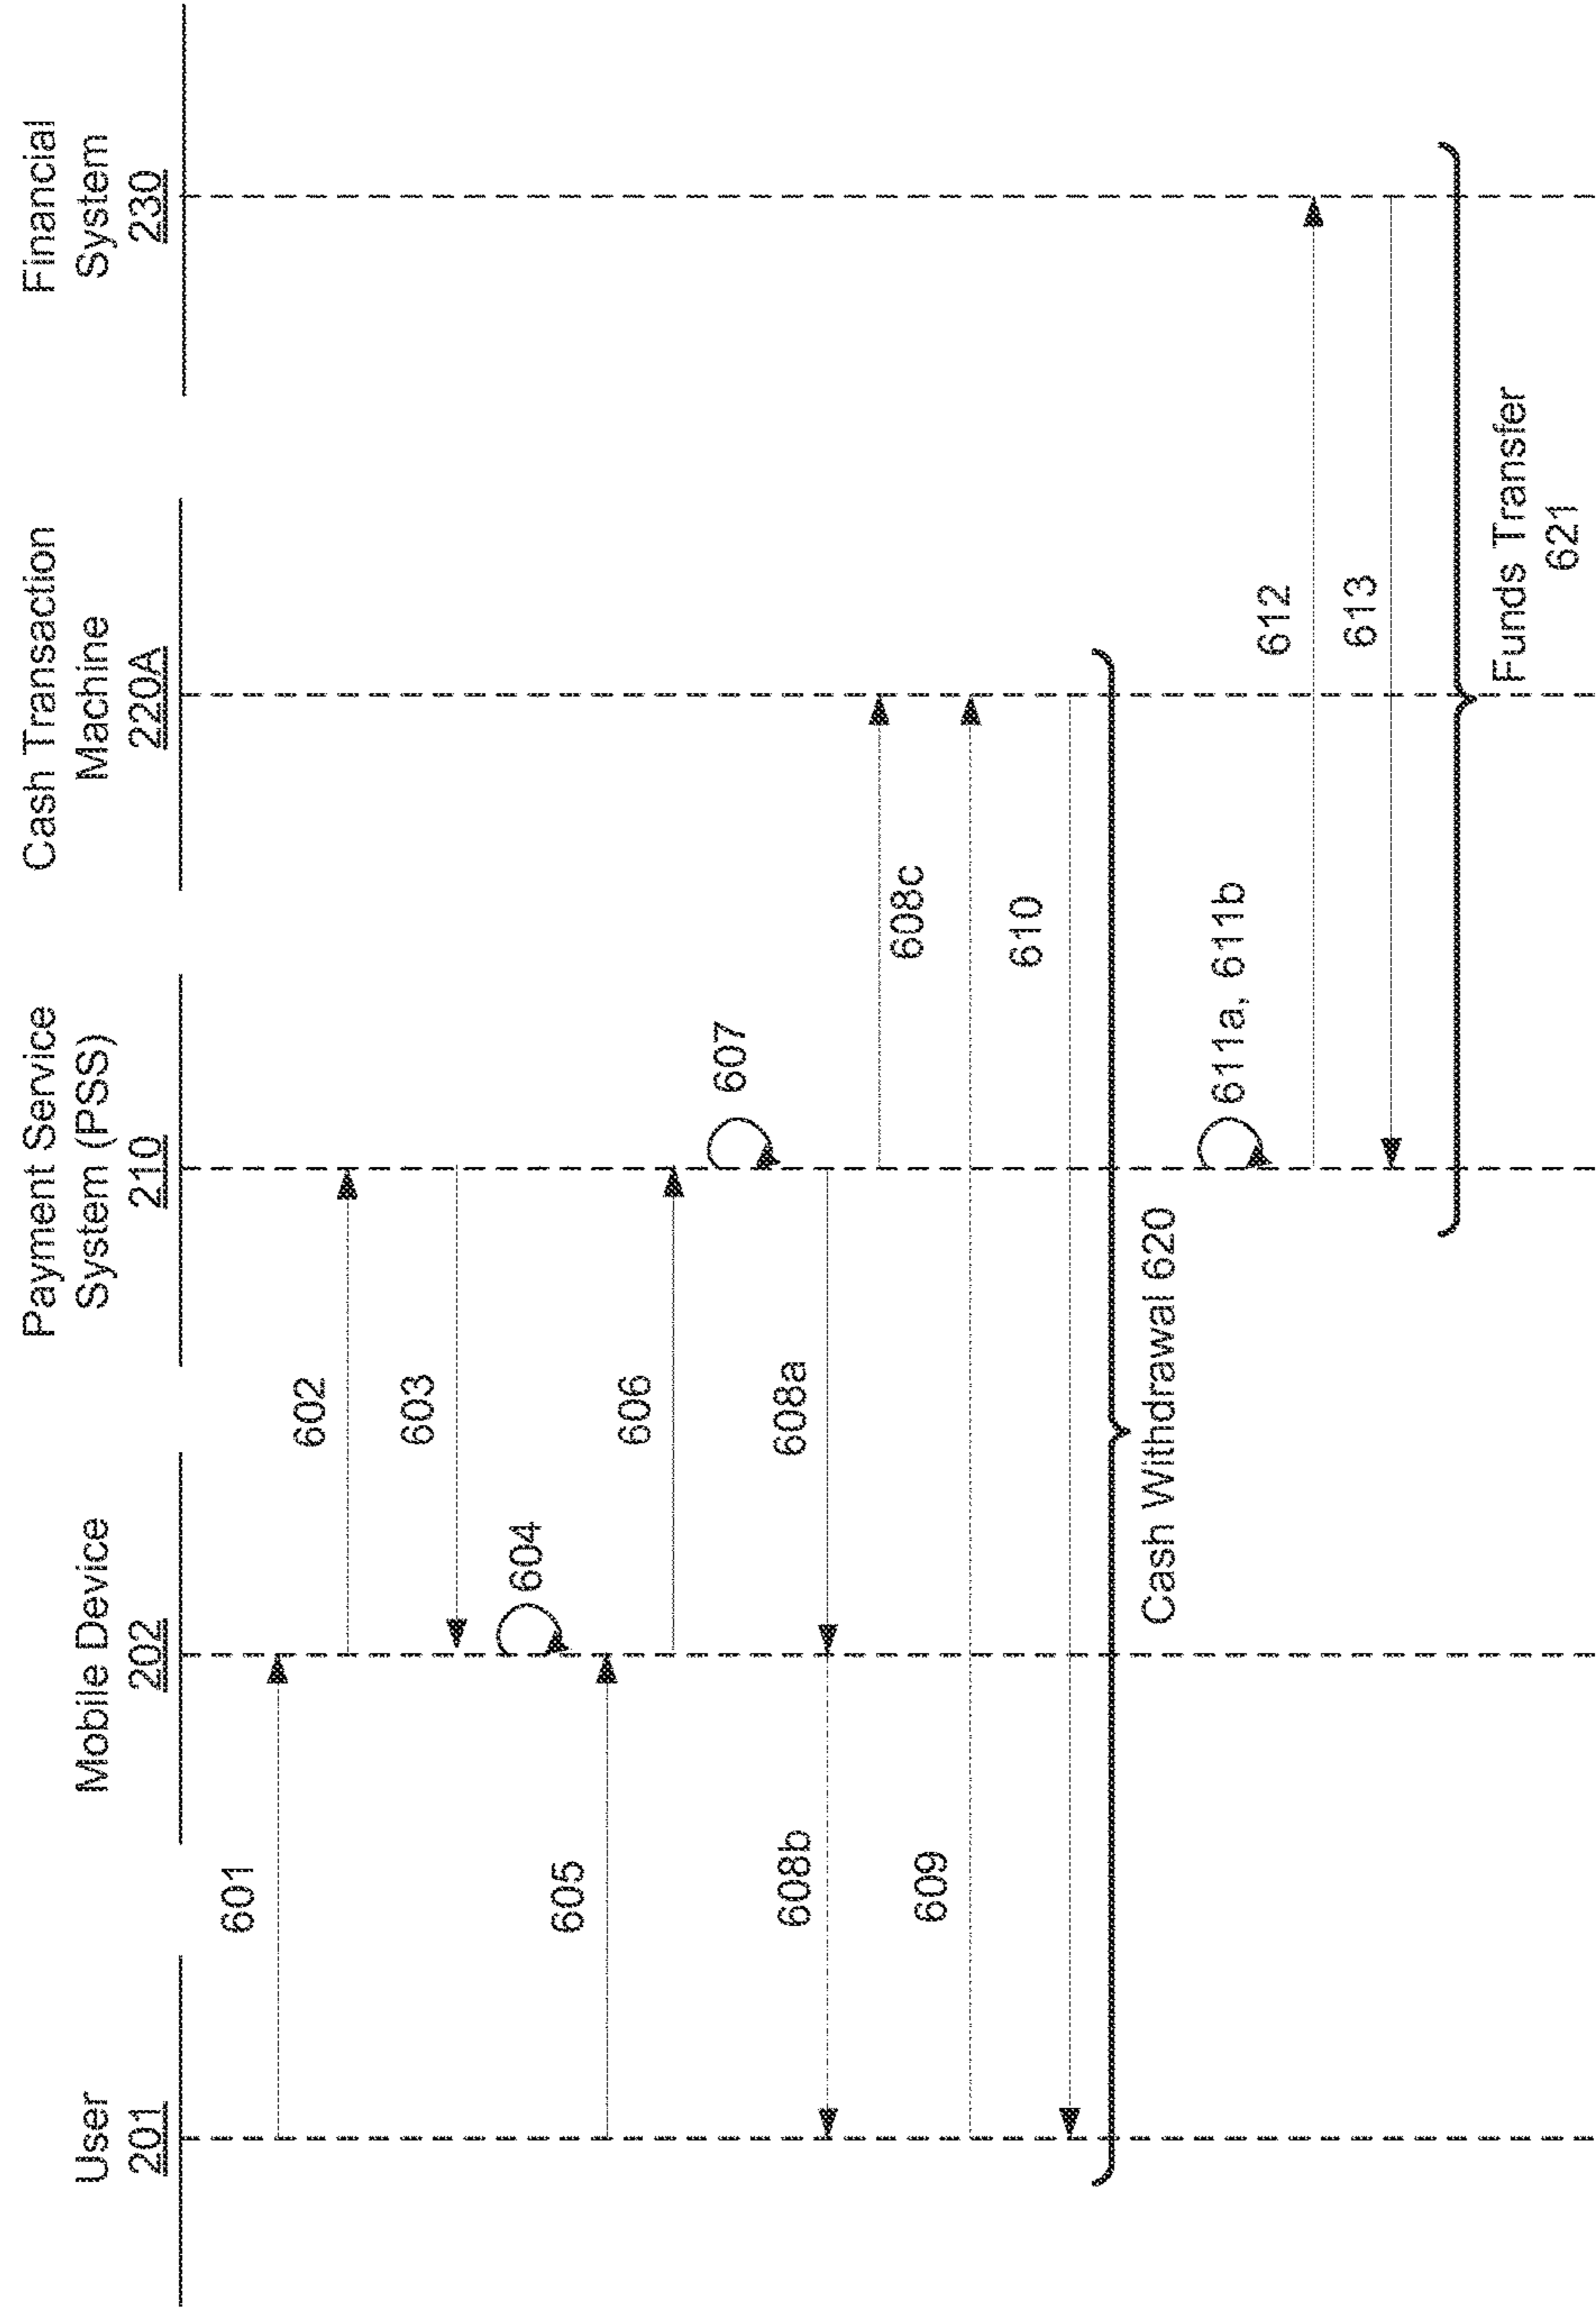 User
201
Mobile Device
202
Payment Service
System (PSS)
210
Cash Transaction
Machine
220A
Financial
System
230
601
602
603
604
605
606
607
608b
608a
608c
609
610
Cash Withdrawal 620
611a, 611b
612
613
Funds Transfer
621